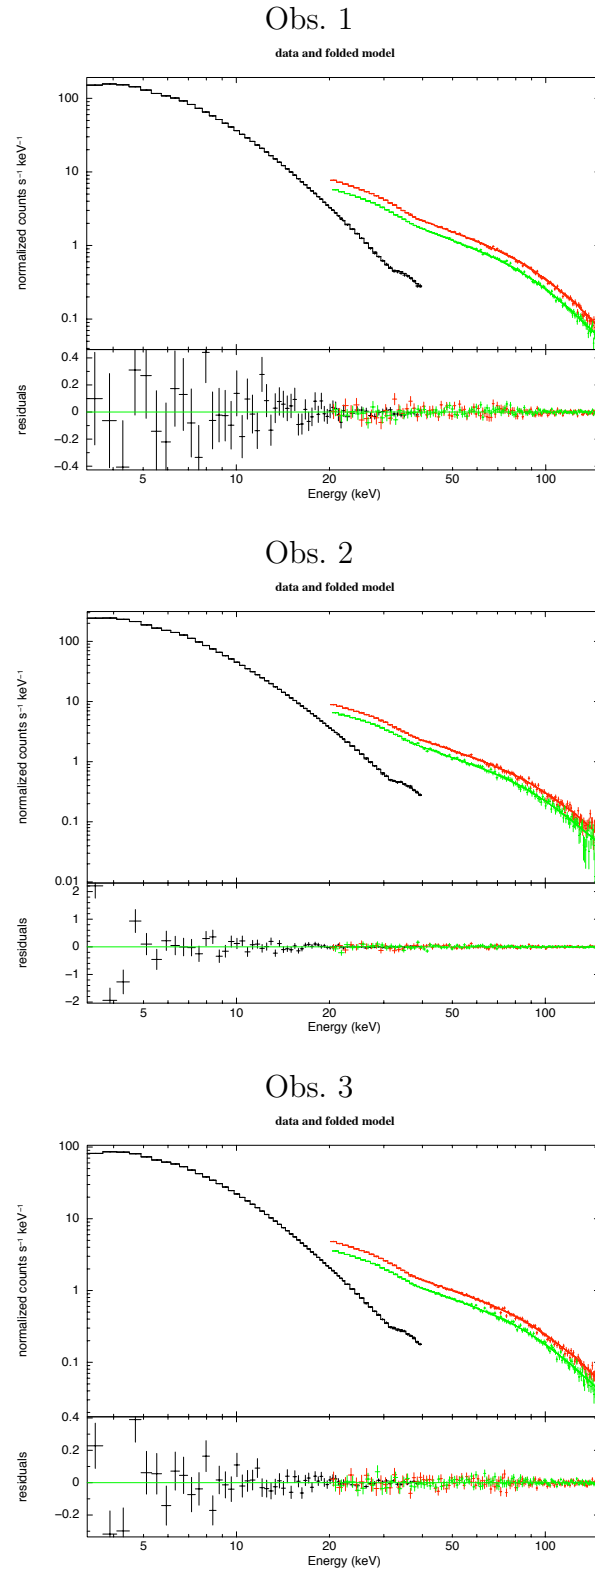 Obs. 1
data and folded model
normalized counts s⁻¹ keV⁻¹
100
10
1
0.1
residuals
0.4
0.2
0
−0.2
−0.4
5 10 20 50 100
Energy (keV)
Obs. 2
data and folded model
normalized counts s⁻¹ keV⁻¹
100
10
1
0.1
0.01
residuals
2
1
0
−1
−2
5 10 20 50 100
Energy (keV)
Obs. 3
data and folded model
normalized counts s⁻¹ keV⁻¹
100
10
1
0.1
residuals
0.4
0.2
0
−0.2
5 10 20 50 100
Energy (keV)